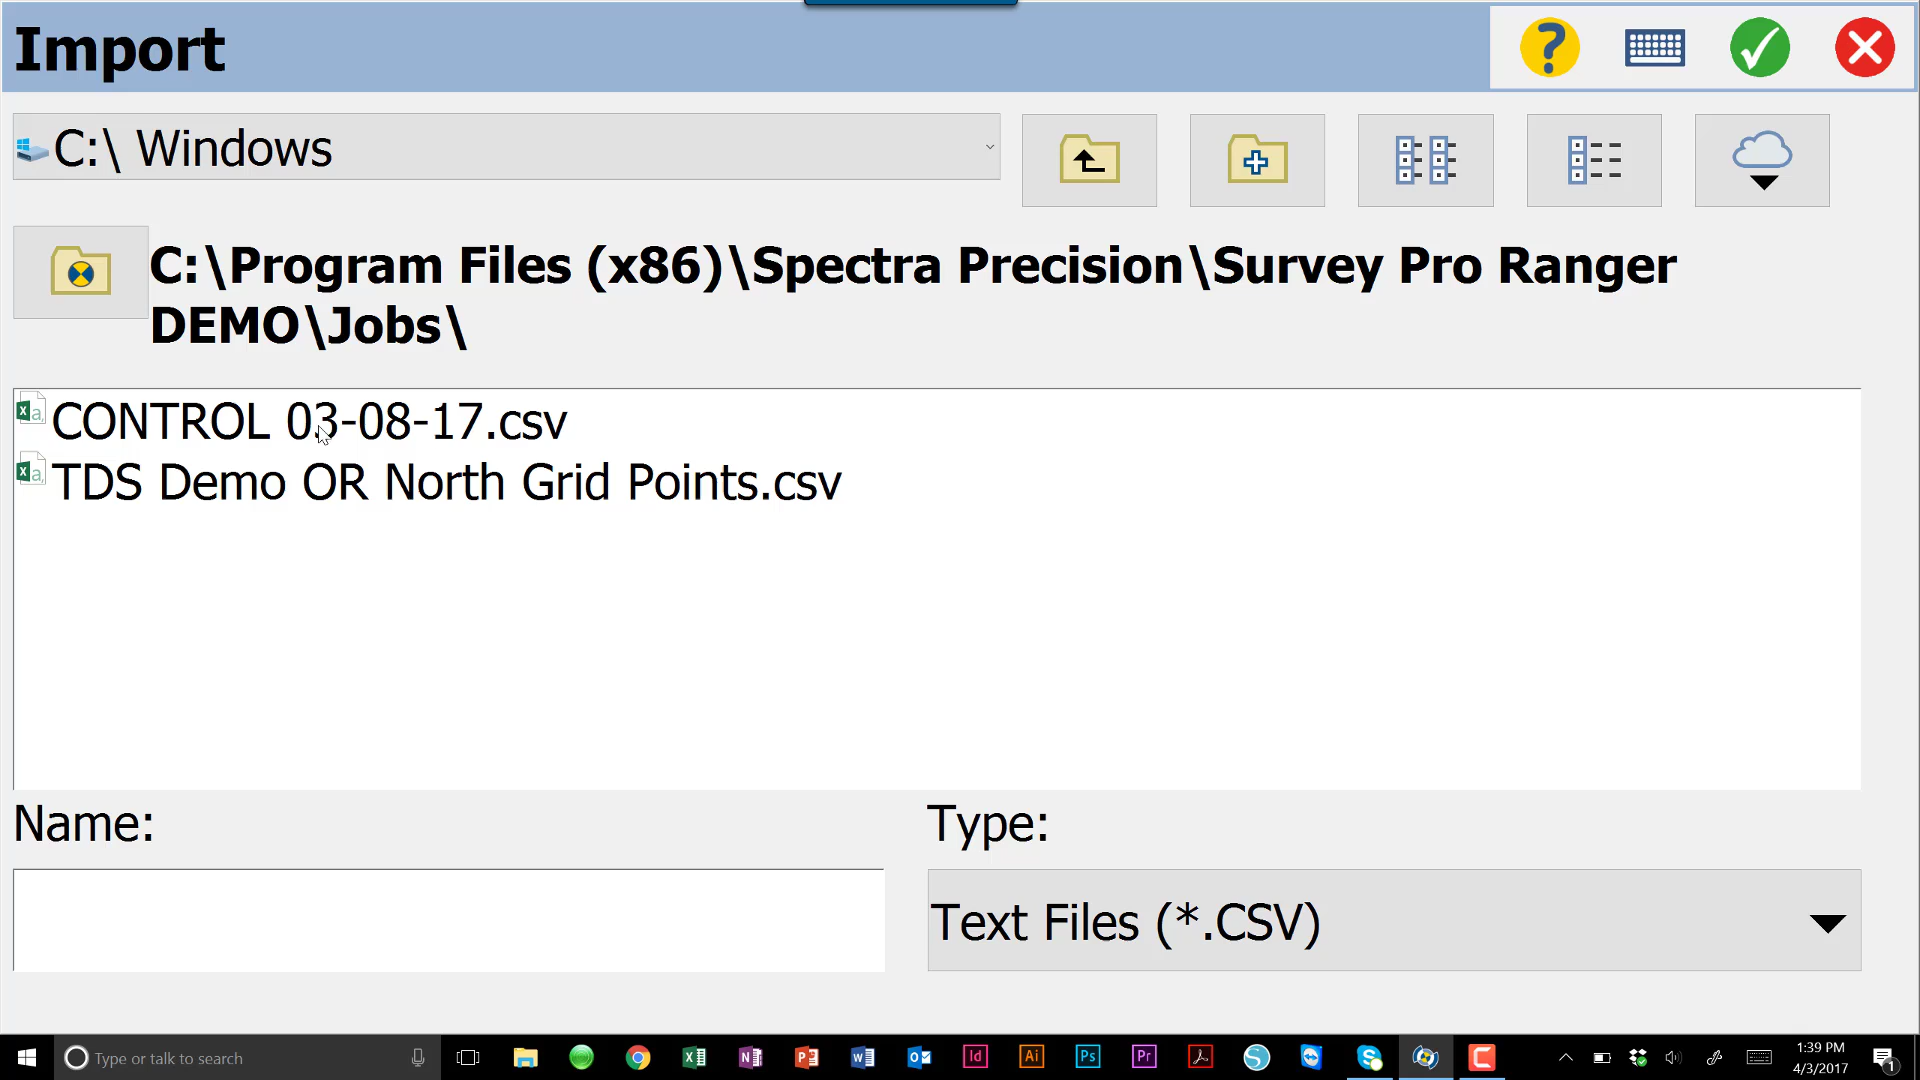 Import
C:\ Windows
C:\Program Files (x86)\Spectra Precision\Survey Pro Ranger
DEMO\Jobs\
CONTROL 03-08-17.csv
TDS Demo OR North Grid Points.csv
Name:
Type:
Text Files (*.CSV)
Type or talk to search
1:39 PM
4/3/2017